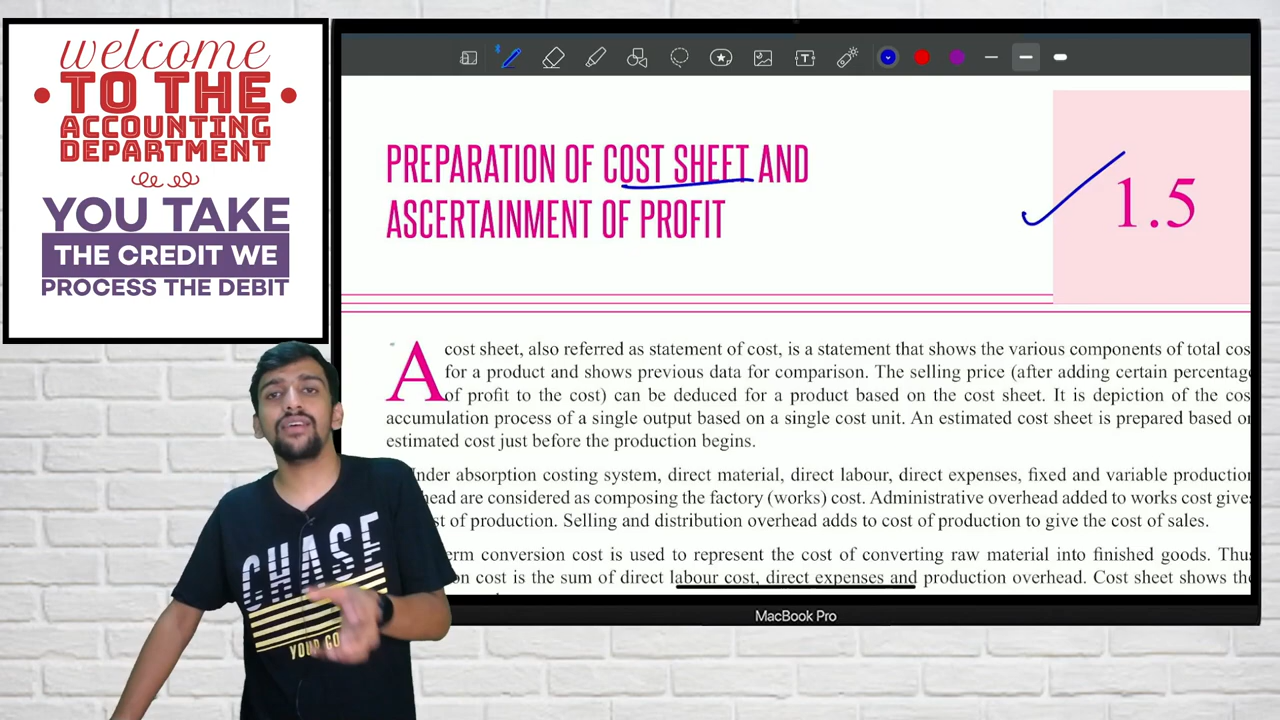 welcome
TO THE
ACCOUNTING
DEPARTMENT
YOU TAKE
THE CREDIT WE
PROCESS THE DEBIT
PREPARATION OF COST SHEET AND
ASCERTAINMENT OF PROFIT
1.5
A cost sheet, also referred as statement of cost, is a statement that shows the various components of total cos
for a product and shows previous data for comparison. The selling price (after adding certain percentage
of profit to the cost) can be deduced for a product based on the cost sheet. It is depiction of the cos
accumulation process of a single output based on a single cost unit. An estimated cost sheet is prepared based on
estimated cost just before the production begins.
nder absorption costing system, direct material, direct labour, direct expenses, fixed and variable production
head are considered as composing the factory (works) cost. Administrative overhead added to works cost gives
st of production. Selling and distribution overhead adds to cost of production to give the cost of sales.
erm conversion cost is used to represent the cost of converting raw material into finished goods. Thus
on cost is the sum of direct labour cost, direct expenses and production overhead. Cost sheet shows the
MacBook Pro
CHASE
YOUR GO